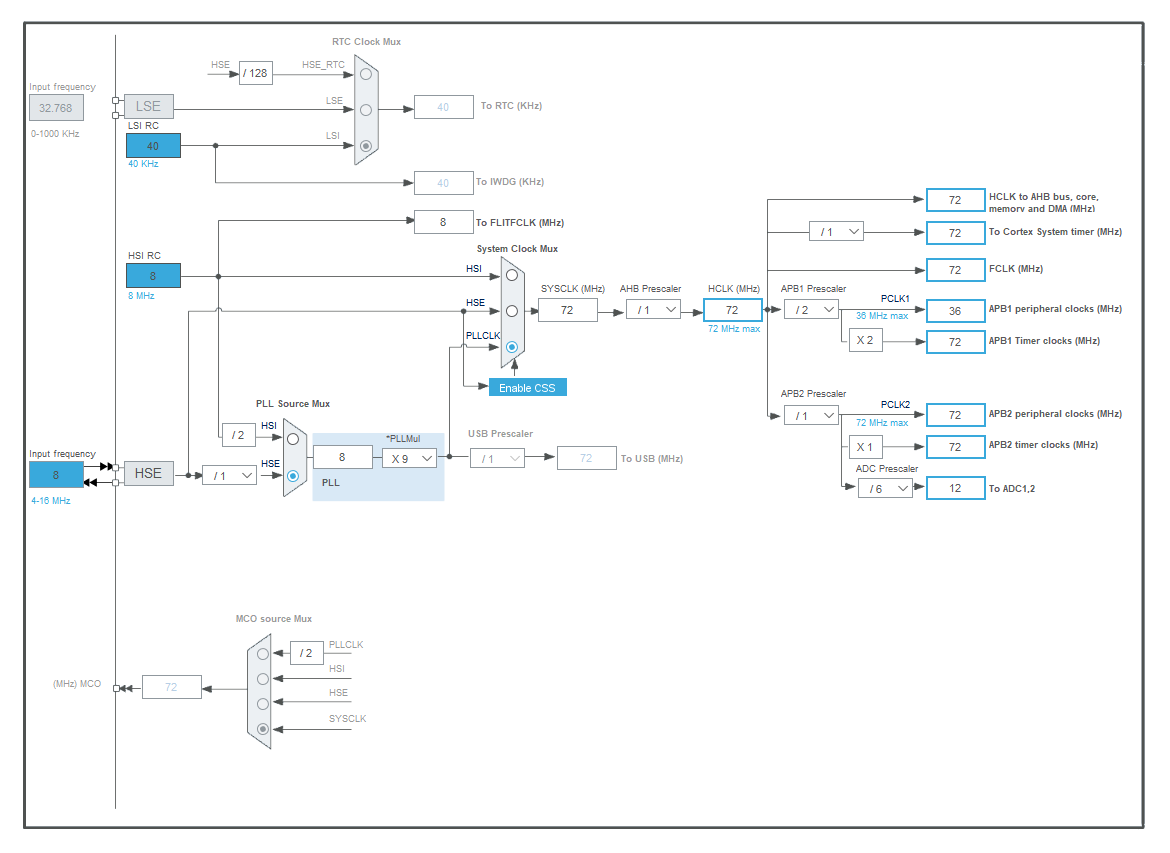 RTC Clock Mux
HSE
/ 128
HSE_RTC
Input frequency
32.768
0-1000 KHz
LSE
LSE
40
To RTC (KHz)
LSI RC
40
40 KHz
LSI
40
To IWDG (KHz)
8
To FLITFCLK (MHz)
HSI RC
8
8 MHz
System Clock Mux
HSI
HSE
PLLCLK
Enable CSS
SYSCLK (MHz)
72
AHB Prescaler
/ 1
HCLK (MHz)
72
72 MHz max
72
HCLK to AHB bus, core,
memory and DMA (MHz)
/ 1
72
To Cortex System timer (MHz)
72
FCLK (MHz)
APB1 Prescaler
/ 2
PCLK1
36 MHz max
36
APB1 peripheral clocks (MHz)
X 2
72
APB1 Timer clocks (MHz)
APB2 Prescaler
/ 1
PCLK2
72 MHz max
72
APB2 peripheral clocks (MHz)
X 1
72
APB2 timer clocks (MHz)
ADC Prescaler
/ 6
12
To ADC1,2
PLL Source Mux
/ 2
HSI
Input frequency
8
4-16 MHz
HSE
/ 1
HSE
8
*PLLMul
X 9
PLL
USB Prescaler
/ 1
72
To USB (MHz)
MCO source Mux
/ 2
PLLCLK
HSI
HSE
SYSCLK
(MHz) MCO
72